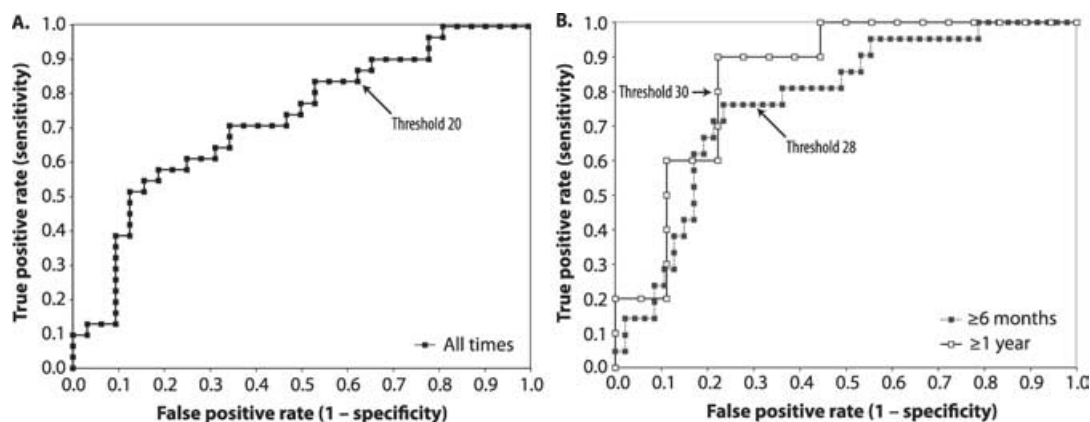 A.
True positive rate (sensitivity)
1.0
0.9
0.8
0.7
0.6
0.5
0.4
0.3
0.2
0.1
0.0
Threshold 20
All times
0.0 0.1 0.2 0.3 0.4 0.5 0.6 0.7 0.8 0.9 1.0
False positive rate (1 – specificity)
B.
True positive rate (sensitivity)
1.0
0.9
0.8
0.7
0.6
0.5
0.4
0.3
0.2
0.1
0.0
Threshold 30
Threshold 28
≥6 months
≥1 year
0.0 0.1 0.2 0.3 0.4 0.5 0.6 0.7 0.8 0.9 1.0
False positive rate (1 – specificity)